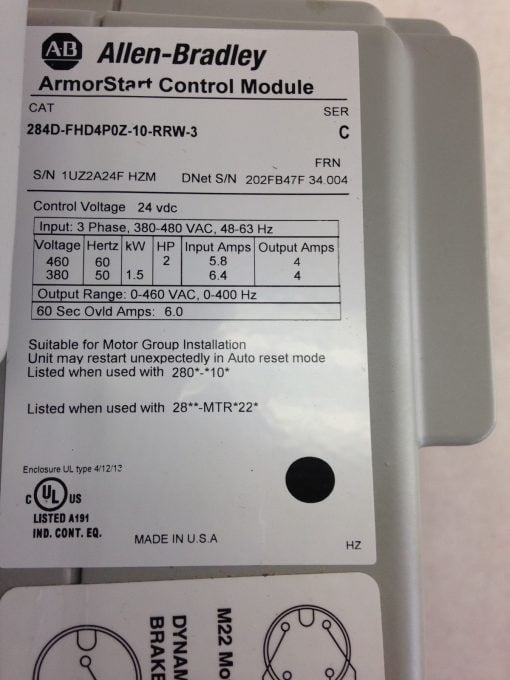 A-B Allen-Bradley
ArmorStart Control Module
CAT
SER
284D-FHD4P0Z-10-RRW-3 C
FRN
S/N 1UZ2A24F HZM DNet S/N 202FB47F 34.004
Control Voltage 24 vdc
Input: 3 Phase, 380-480 VAC, 48-63 Hz
Voltage Hertz kW HP Input Amps Output Amps
460 60 2 5.8 4
380 50 1.5 6.4 4
Output Range: 0-460 VAC, 0-400 Hz
60 Sec Ovld Amps: 6.0
Suitable for Motor Group Installation
Unit may restart unexpectedly in Auto reset mode
Listed when used with 280*-*10*
Listed when used with 28**-MTR*22*
Enclosure UL type 4/12/13
C UL US
LISTED A191
IND. CONT. EQ.
MADE IN U.S.A
HZ
M22 Mo
DYNAM
BRAKE